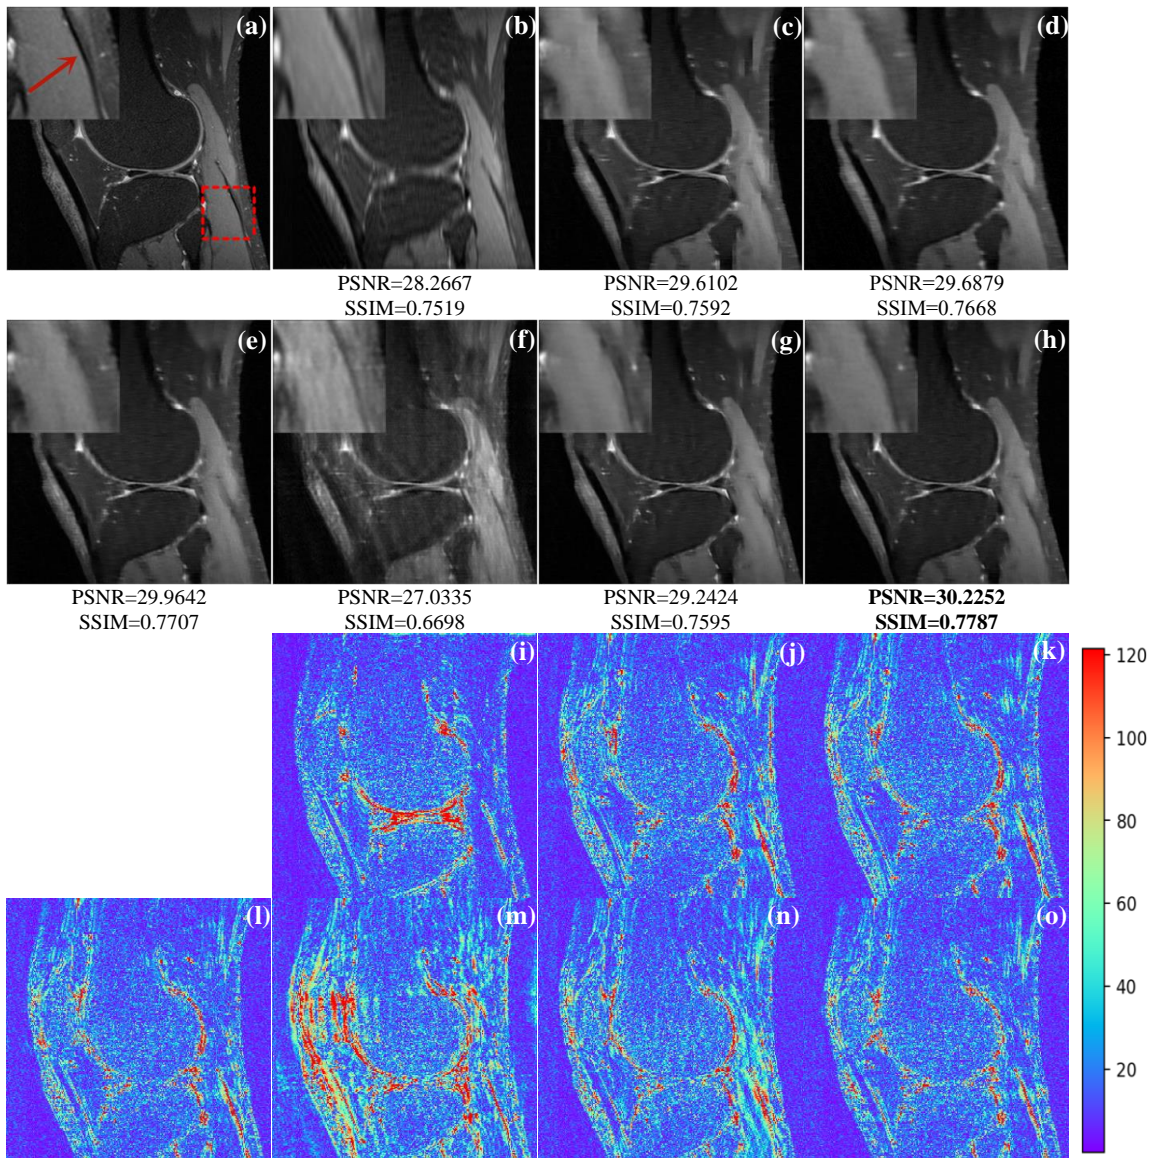 (a) (b) (c) (d)
PSNR=28.2667 PSNR=29.6102 PSNR=29.6879
SSIM=0.7519 SSIM=0.7592 SSIM=0.7668
(e) (f) (g) (h)
PSNR=29.9642 PSNR=27.0335 PSNR=29.2424 PSNR=30.2252
SSIM=0.7707 SSIM=0.6698 SSIM=0.7595 SSIM=0.7787
(i) (j) (k)
120
100
80
60
(l) (m) (n) (o)
40
20